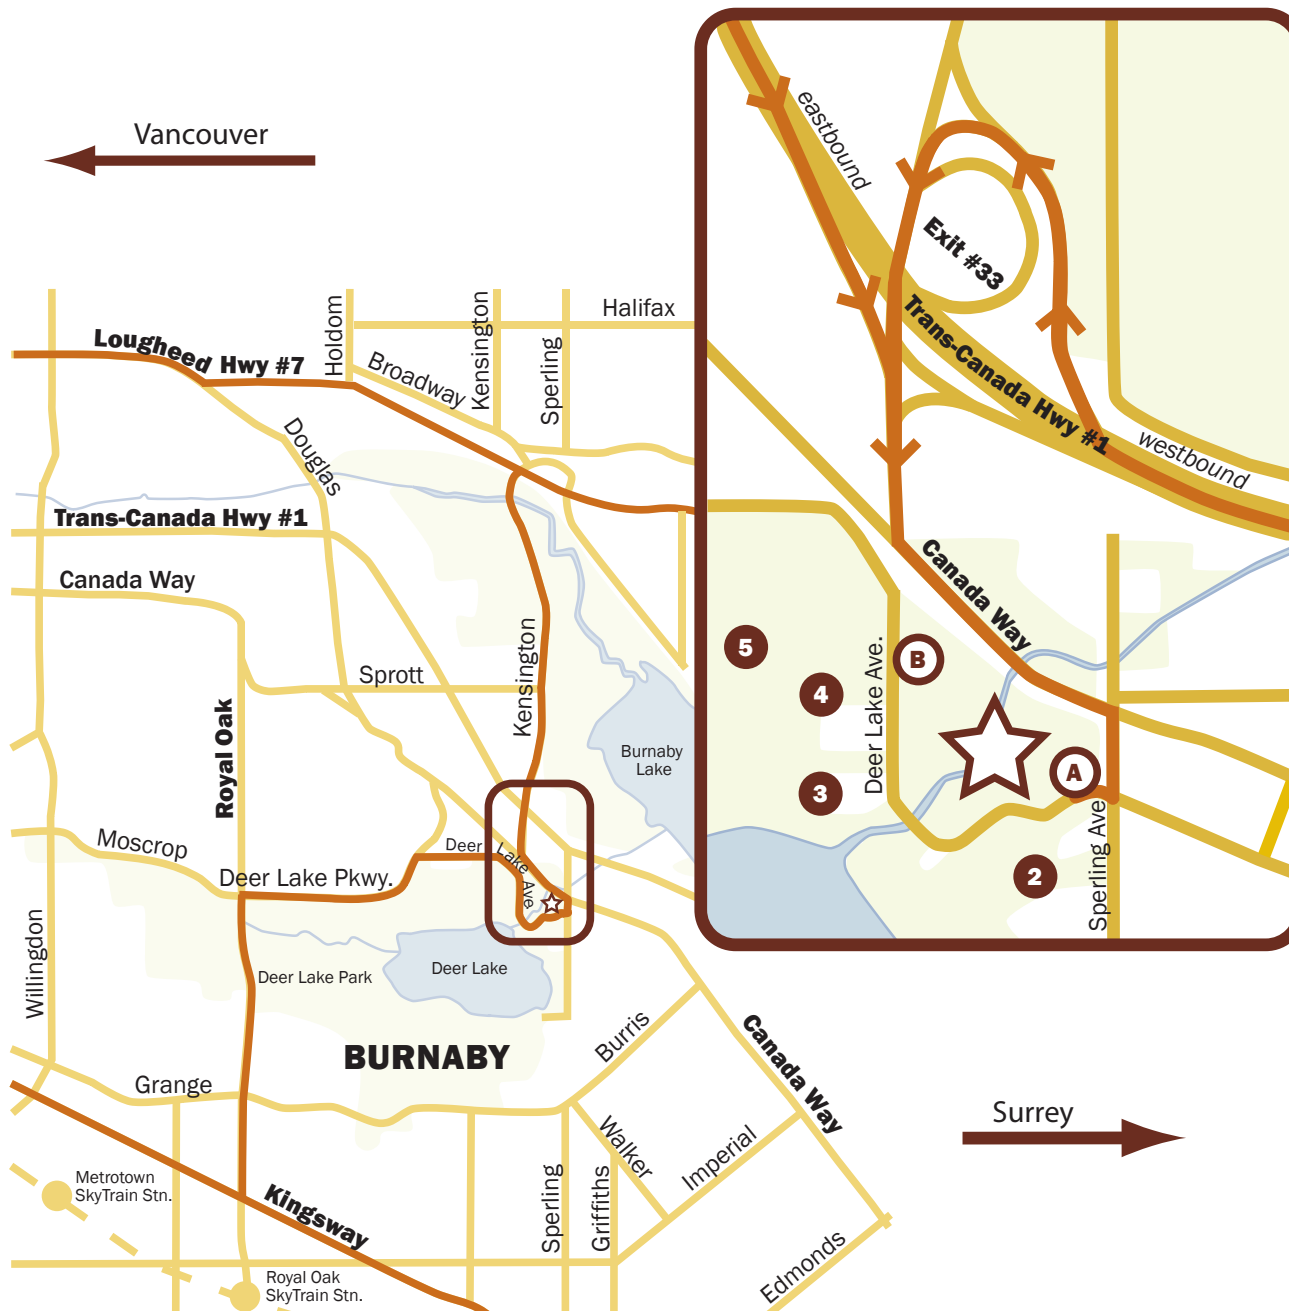 Vancouver
Halifax
Holdom
Kensington
Sperling
Lougheed Hwy #7
Broadway
Douglas
Trans-Canada Hwy #1
Canada Way
Sprott
Kensington
Royal Oak
Burnaby
Lake
Moscrop
Deer Lake Ave.
Deer Lake Pkwy.
Willingdon
Deer Lake Park
Deer Lake
BURNABY
Burris
Canada Way
Grange
Walker
Imperial
Metrotown
SkyTrain Stn.
Kingsway
Sperling
Griffiths
Edmonds
Royal Oak
SkyTrain Stn.
Surrey
eastbound
Exit #33
Trans-Canada Hwy #1
westbound
Canada Way
Deer Lake Ave.
5
B
4
A
3
2
Sperling Ave.